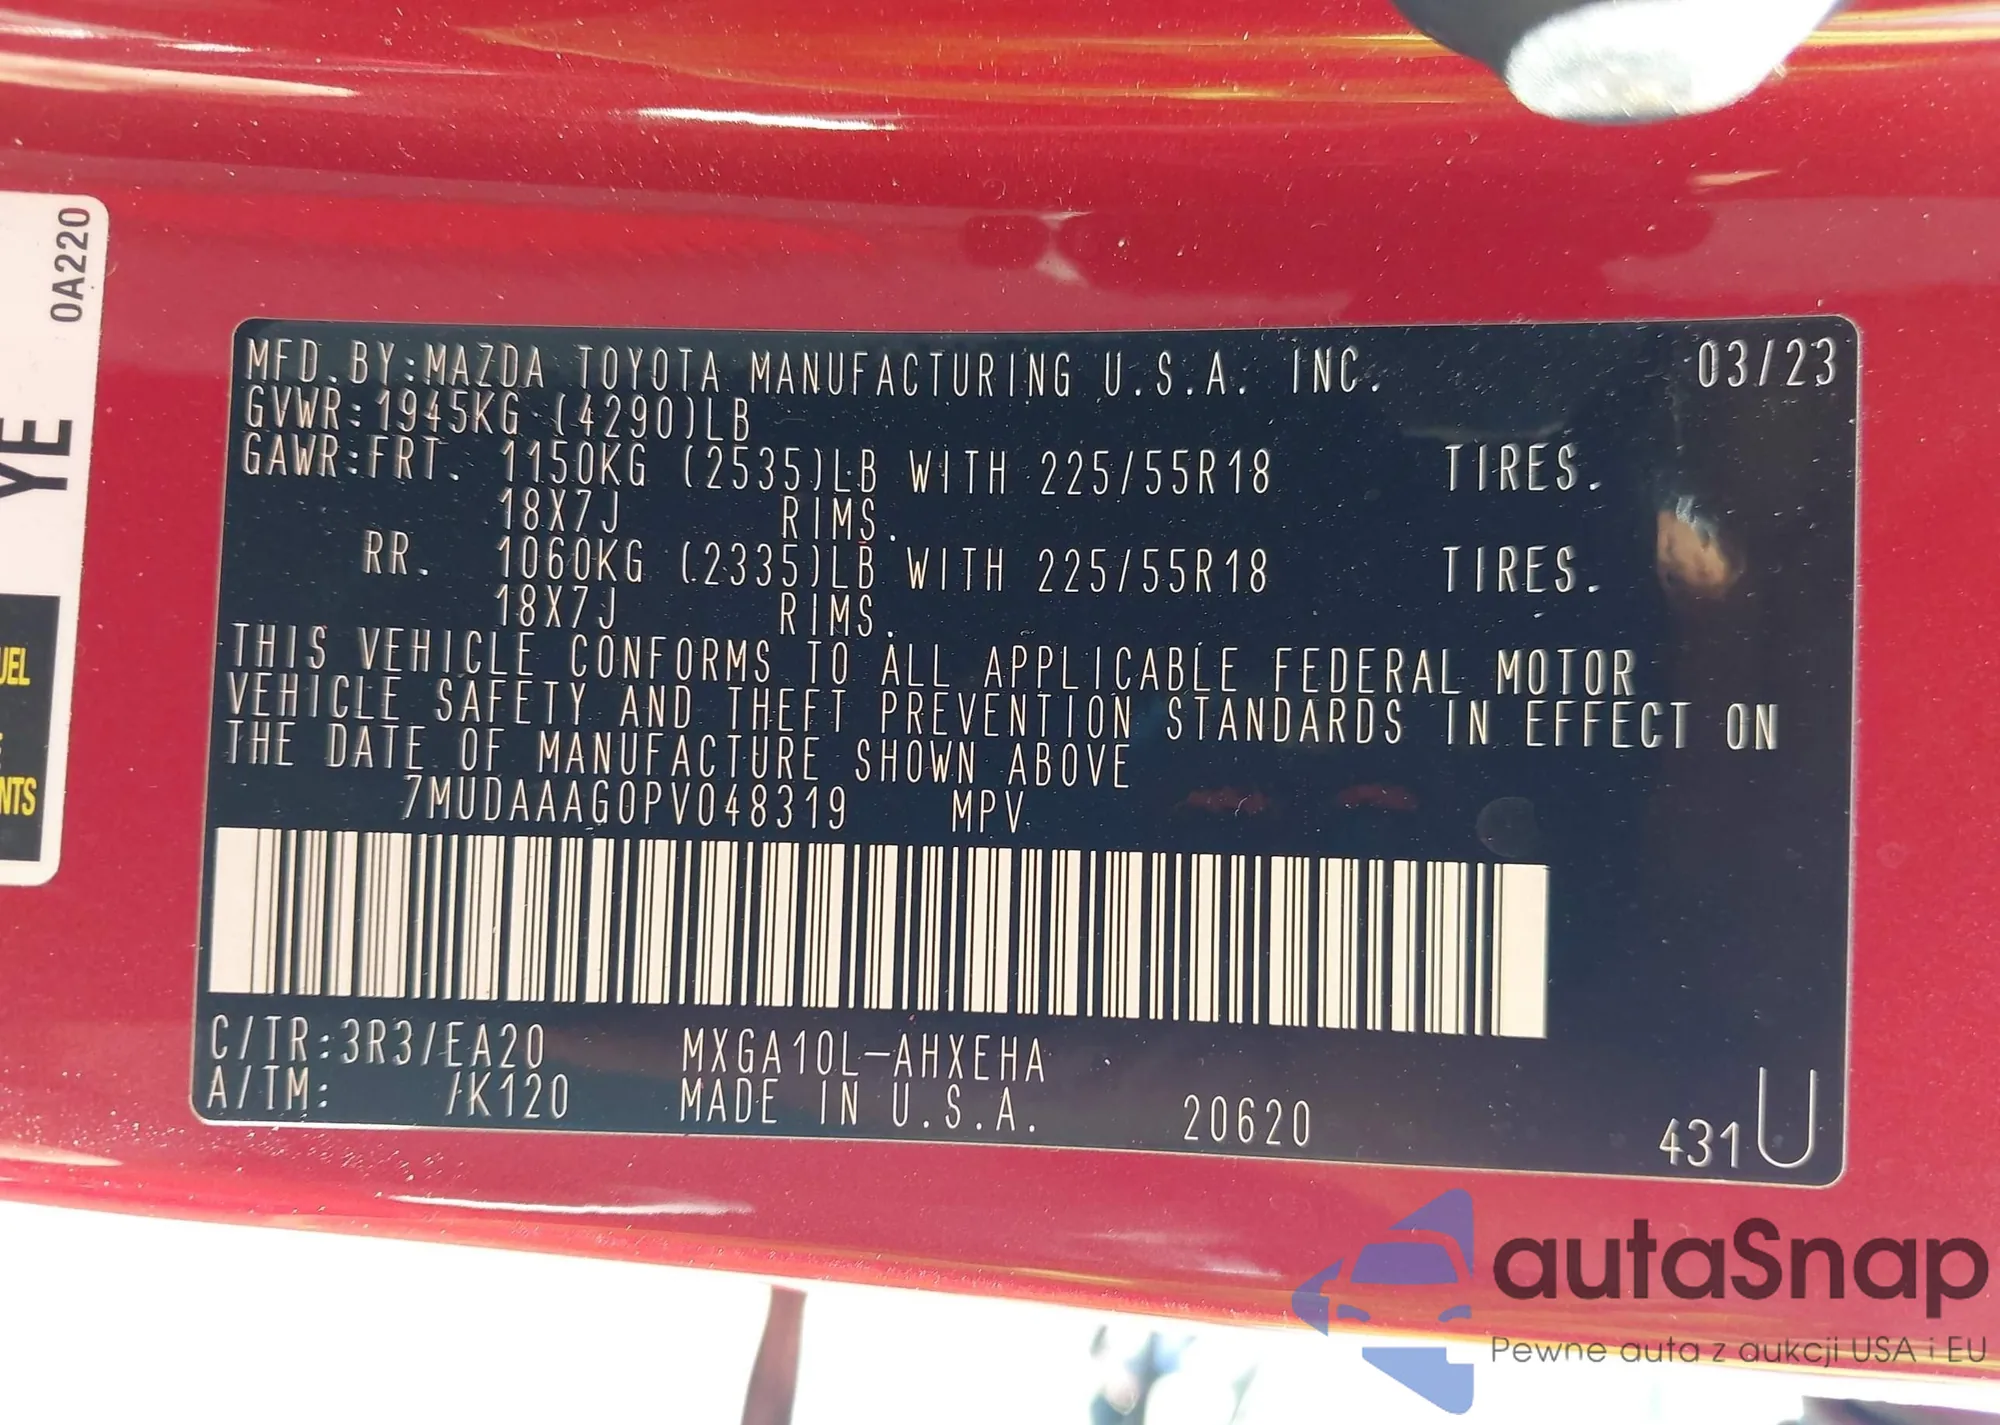 0A220
YE
UEL
NTS
MFD.BY:MAZDA TOYOTA MANUFACTURING U.S.A. INC. 03/23
GVWR:1945KG (4290)LB
GAWR:FRT. 1150KG (2535)LB WITH 225/55R18 TIRES.
18X7J RIMS.
RR. 1060KG (2335)LB WITH 225/55R18 TIRES.
18X7J RIMS.
THIS VEHICLE CONFORMS TO ALL APPLICABLE FEDERAL MOTOR
VEHICLE SAFETY AND THEFT PREVENTION STANDARDS IN EFFECT ON
THE DATE OF MANUFACTURE SHOWN ABOVE
7MUDAAAG0PV048319 MPV
C/TR:3R3/EA20 MXGA10L-AHXEHA
A/TM: /K120 MADE IN U.S.A. 20620 431U
autaSnap
Pewne auta z aukcji USA i EU